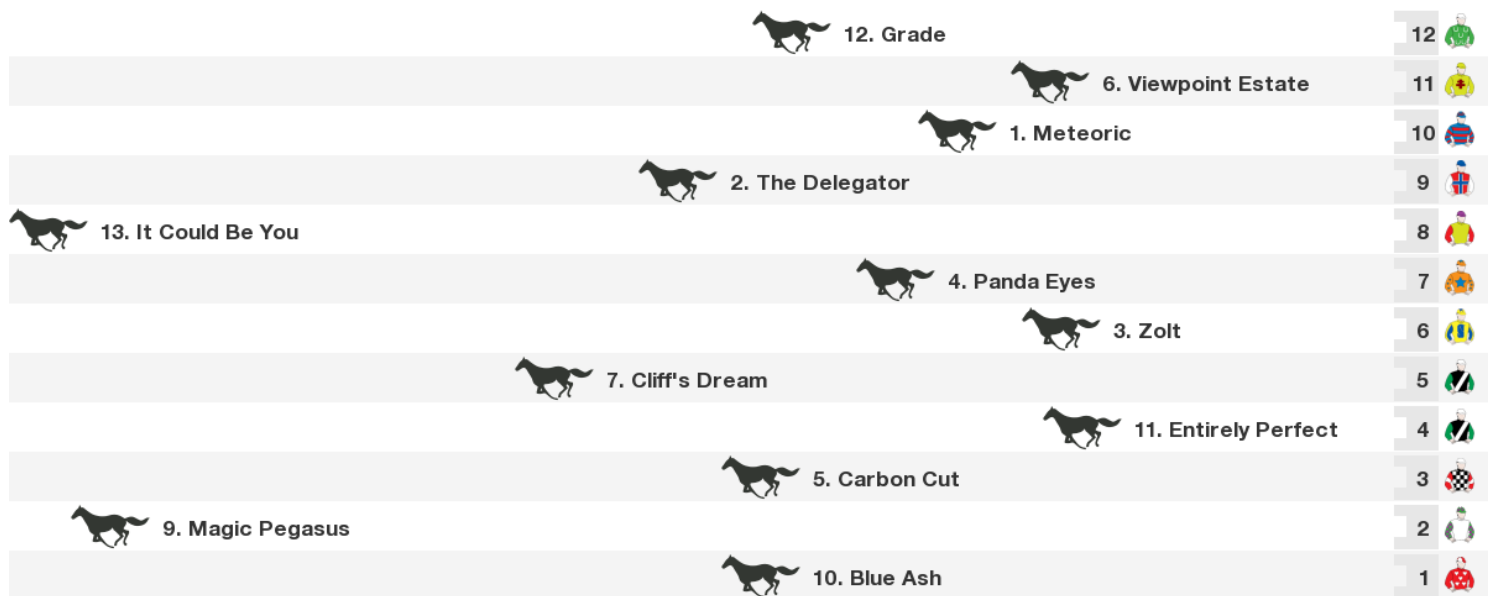 12. Grade 12
6. Viewpoint Estate 11
1. Meteoric 10
2. The Delegator 9
13. It Could Be You 8
4. Panda Eyes 7
3. Zolt 6
7. Cliff's Dream 5
11. Entirely Perfect 4
5. Carbon Cut 3
9. Magic Pegasus 2
10. Blue Ash 1